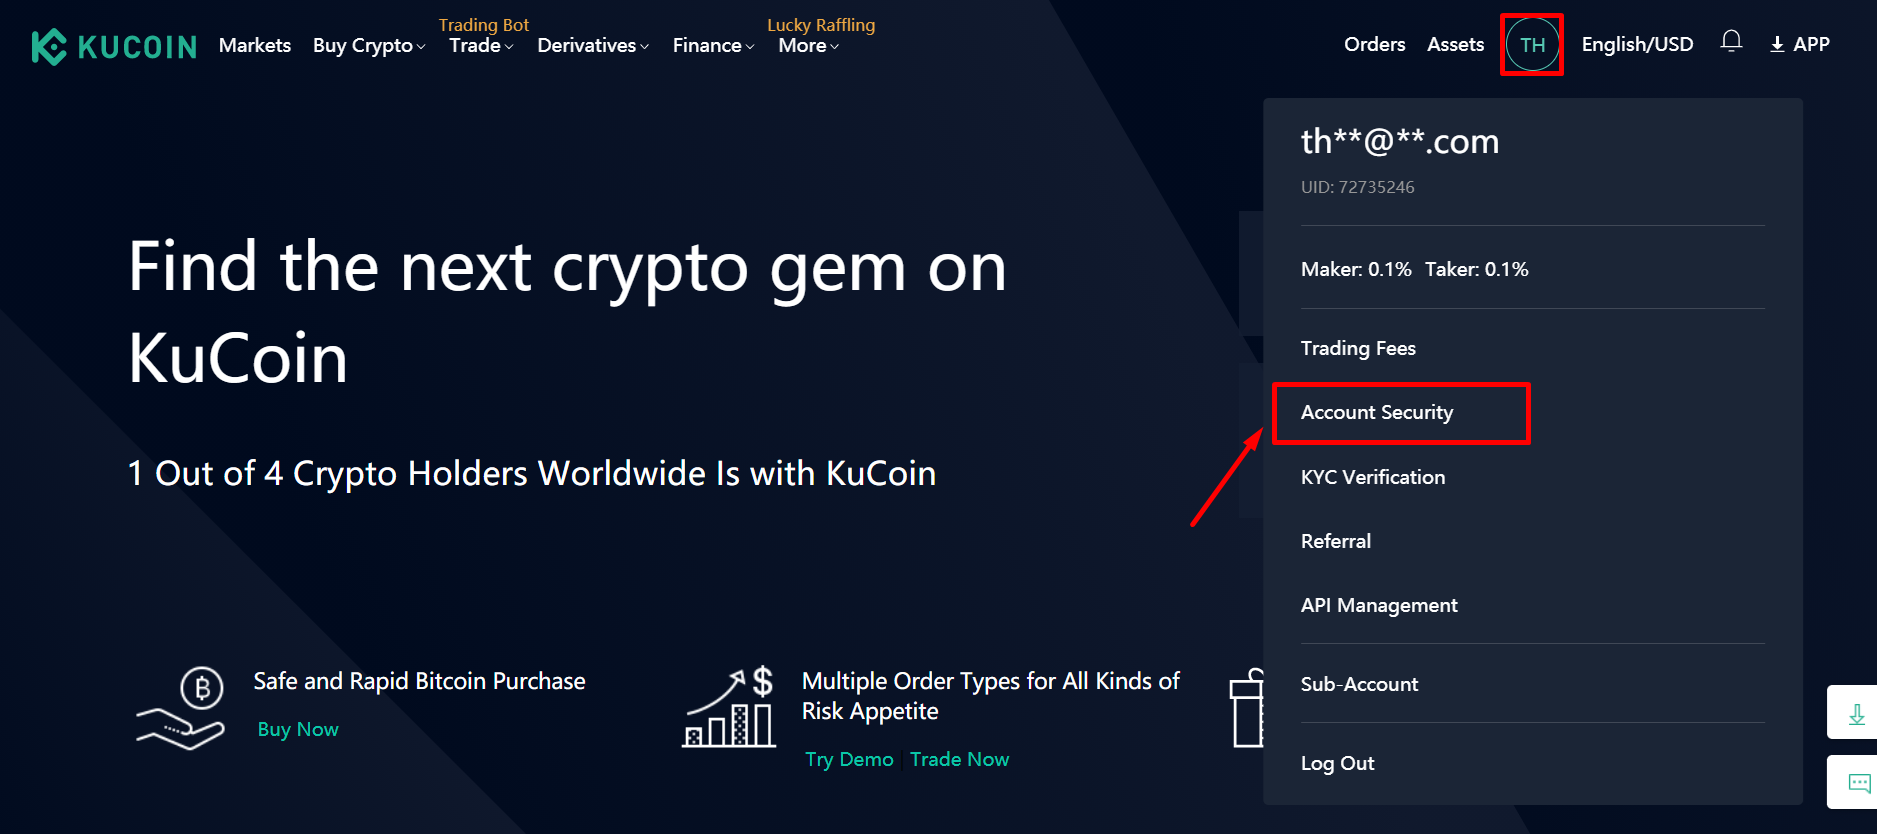 Trading Bot
Lucky Raffling
KUCOIN Markets Buy Crypto Trade Derivatives Finance More Orders Assets TH English/USD APP
th**@**.com
UID: 72735246
Maker: 0.1% Taker: 0.1%
Trading Fees
Account Security
KYC Verification
Referral
API Management
Sub-Account
Log Out
Find the next crypto gem on
KuCoin
1 Out of 4 Crypto Holders Worldwide Is with KuCoin
Safe and Rapid Bitcoin Purchase
Buy Now
Multiple Order Types for All Kinds of
Risk Appetite
Try Demo | Trade Now